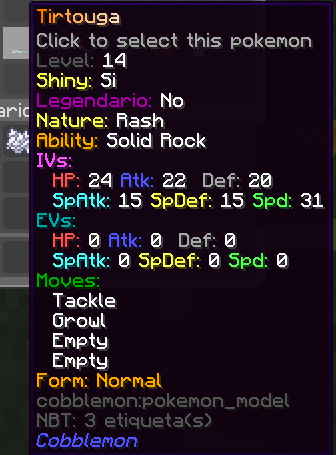 Tirtouga
Click to select this pokemon
Level: 14
Shiny: Si
Legendario: No
Nature: Rash
Ability: Solid Rock
IVs:
HP: 24 Atk: 22 Def: 20
SpAtk: 15 SpDef: 15 Spd: 31
EVs:
HP: 0 Atk: 0 Def: 0
SpAtk: 0 SpDef: 0 Spd: 0
Moves:
Tackle
Growl
Empty
Empty
Form: Normal
cobblemon:pokemon_model
NBT: 3 etiqueta(s)
Cobblemon